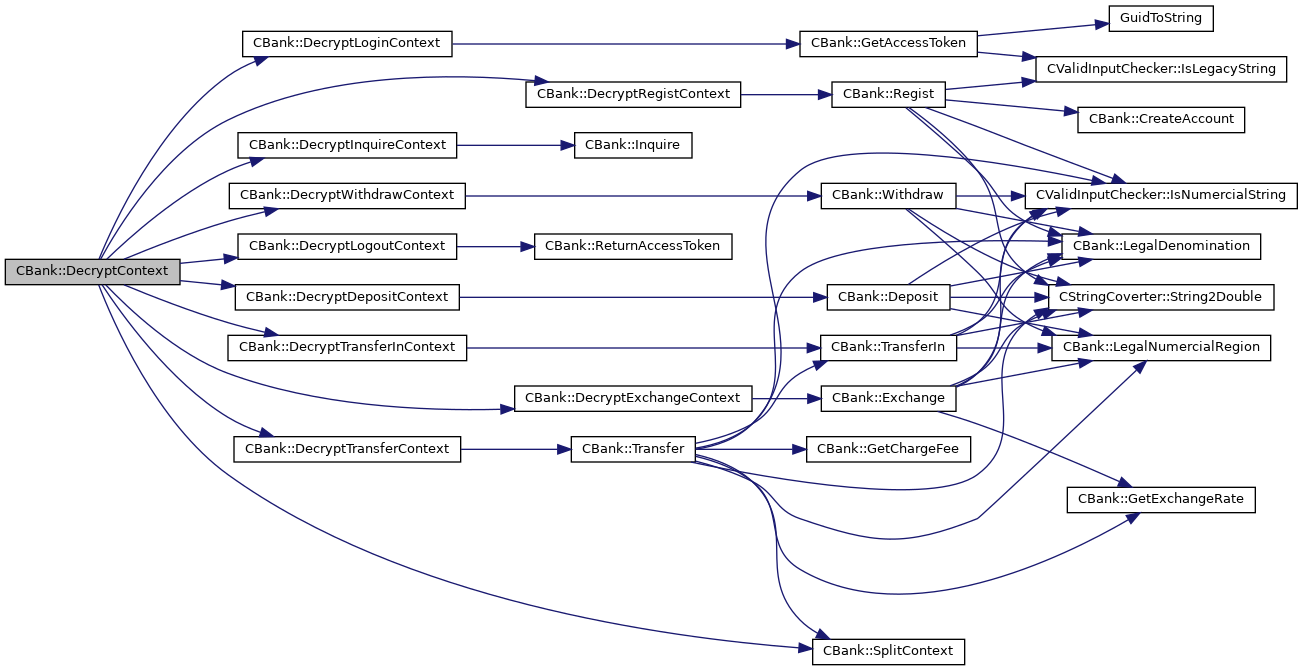 GuidToString
CBank::DecryptLoginContext
CBank::GetAccessToken
CValidInputChecker::IsLegacyString
CBank::DecryptRegistContext
CBank::Regist
CBank::CreateAccount
CBank::DecryptInquireContext
CBank::Inquire
CBank::DecryptWithdrawContext
CBank::Withdraw
CValidInputChecker::IsNumercialString
CBank::DecryptLogoutContext
CBank::ReturnAccessToken
CBank::LegalDenomination
CBank::DecryptContext
CBank::DecryptDepositContext
CBank::Deposit
CStringCoverter::String2Double
CBank::DecryptTransferInContext
CBank::TransferIn
CBank::LegalNumercialRegion
CBank::DecryptExchangeContext
CBank::Exchange
CBank::DecryptTransferContext
CBank::Transfer
CBank::GetChargeFee
CBank::GetExchangeRate
CBank::SplitContext